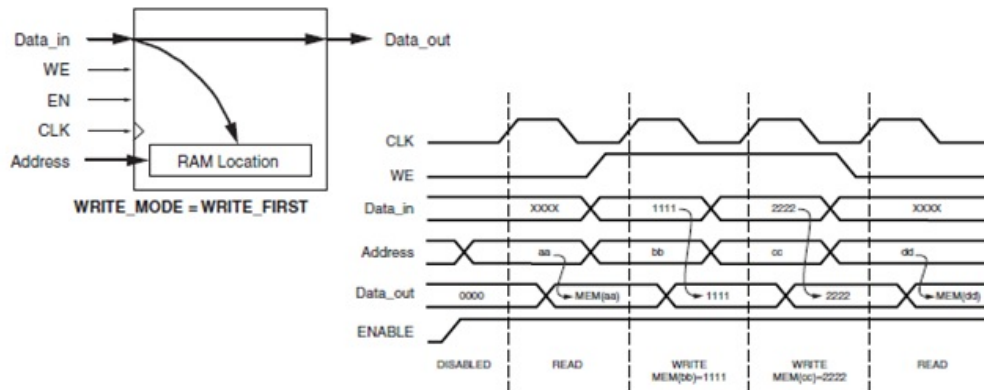 Data_in
Data_out
WE
EN
CLK
Address
RAM Location
WRITE_MODE = WRITE_FIRST
CLK
WE
Data_in XXXX 1111 2222 XXXX
Address aa bb cc dd
Data_out 0000 MEM(aa) 1111 2222 MEM(dd)
ENABLE
DISABLED READ WRITE WRITE READ
MEM(bb)=1111 MEM(cc)=2222